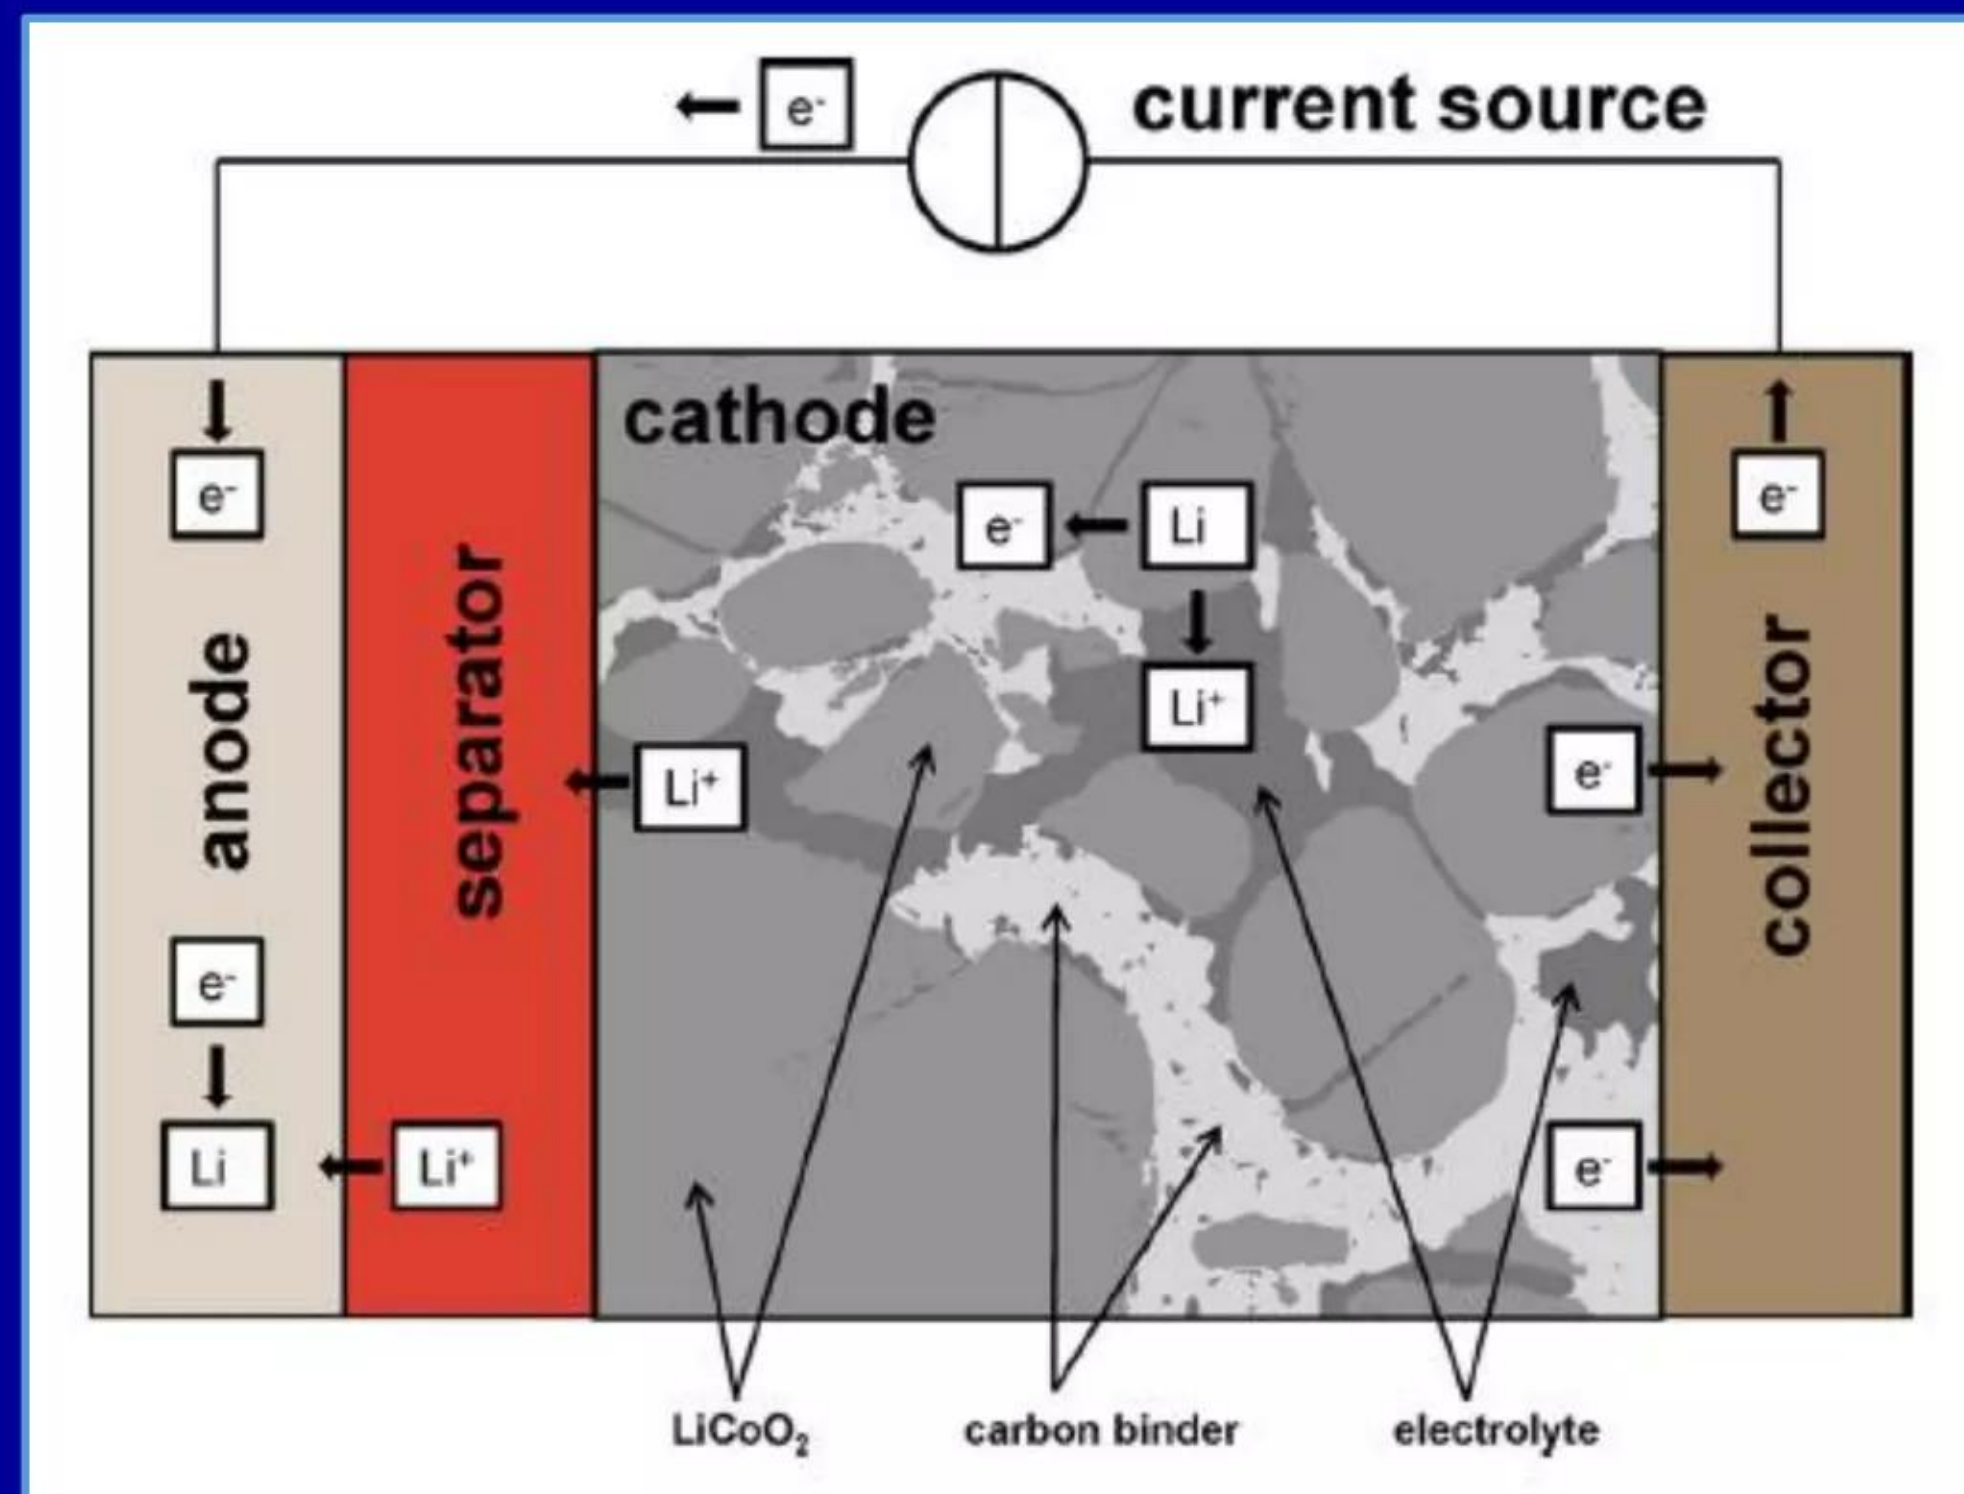 e⁻
current source
cathode
e⁻
e⁻
Li
e⁻
Li⁺
anode
separator
collector
Li⁺
e⁻
e⁻
Li
Li⁺
e⁻
LiCoO₂
carbon binder
electrolyte